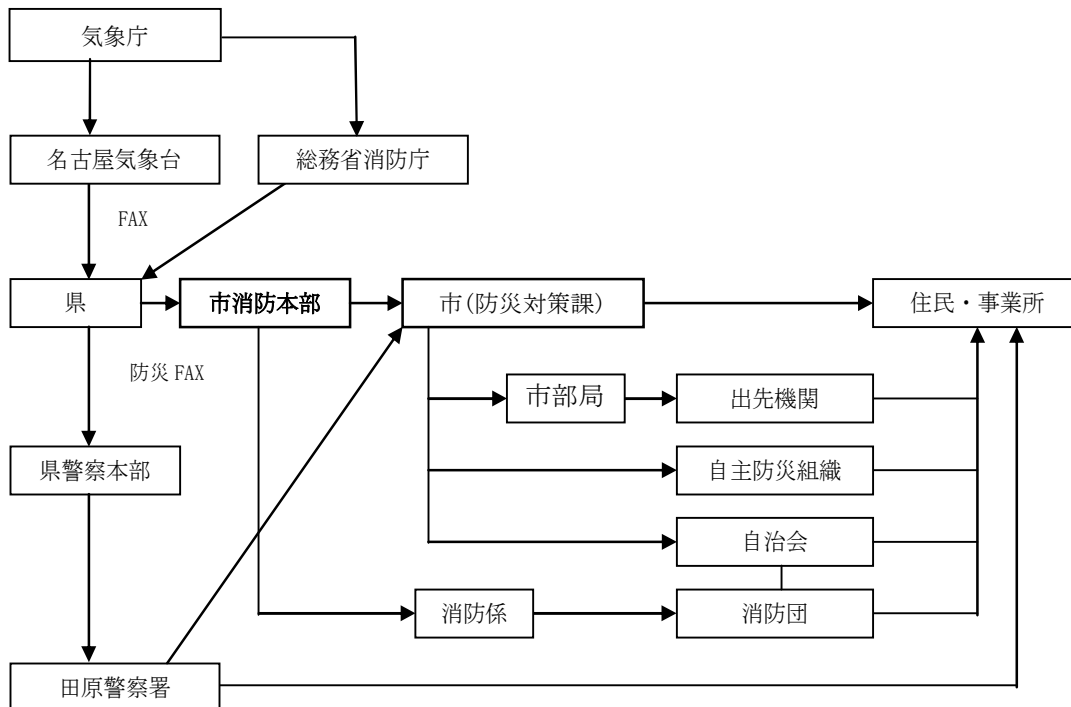 気象庁
名古屋気象台
総務省消防庁
FAX
県
市消防本部
市(防災対策課)
住民・事業所
防災 FAX
市部局
出先機関
県警察本部
自主防災組織
自治会
消防係
消防団
田原警察署